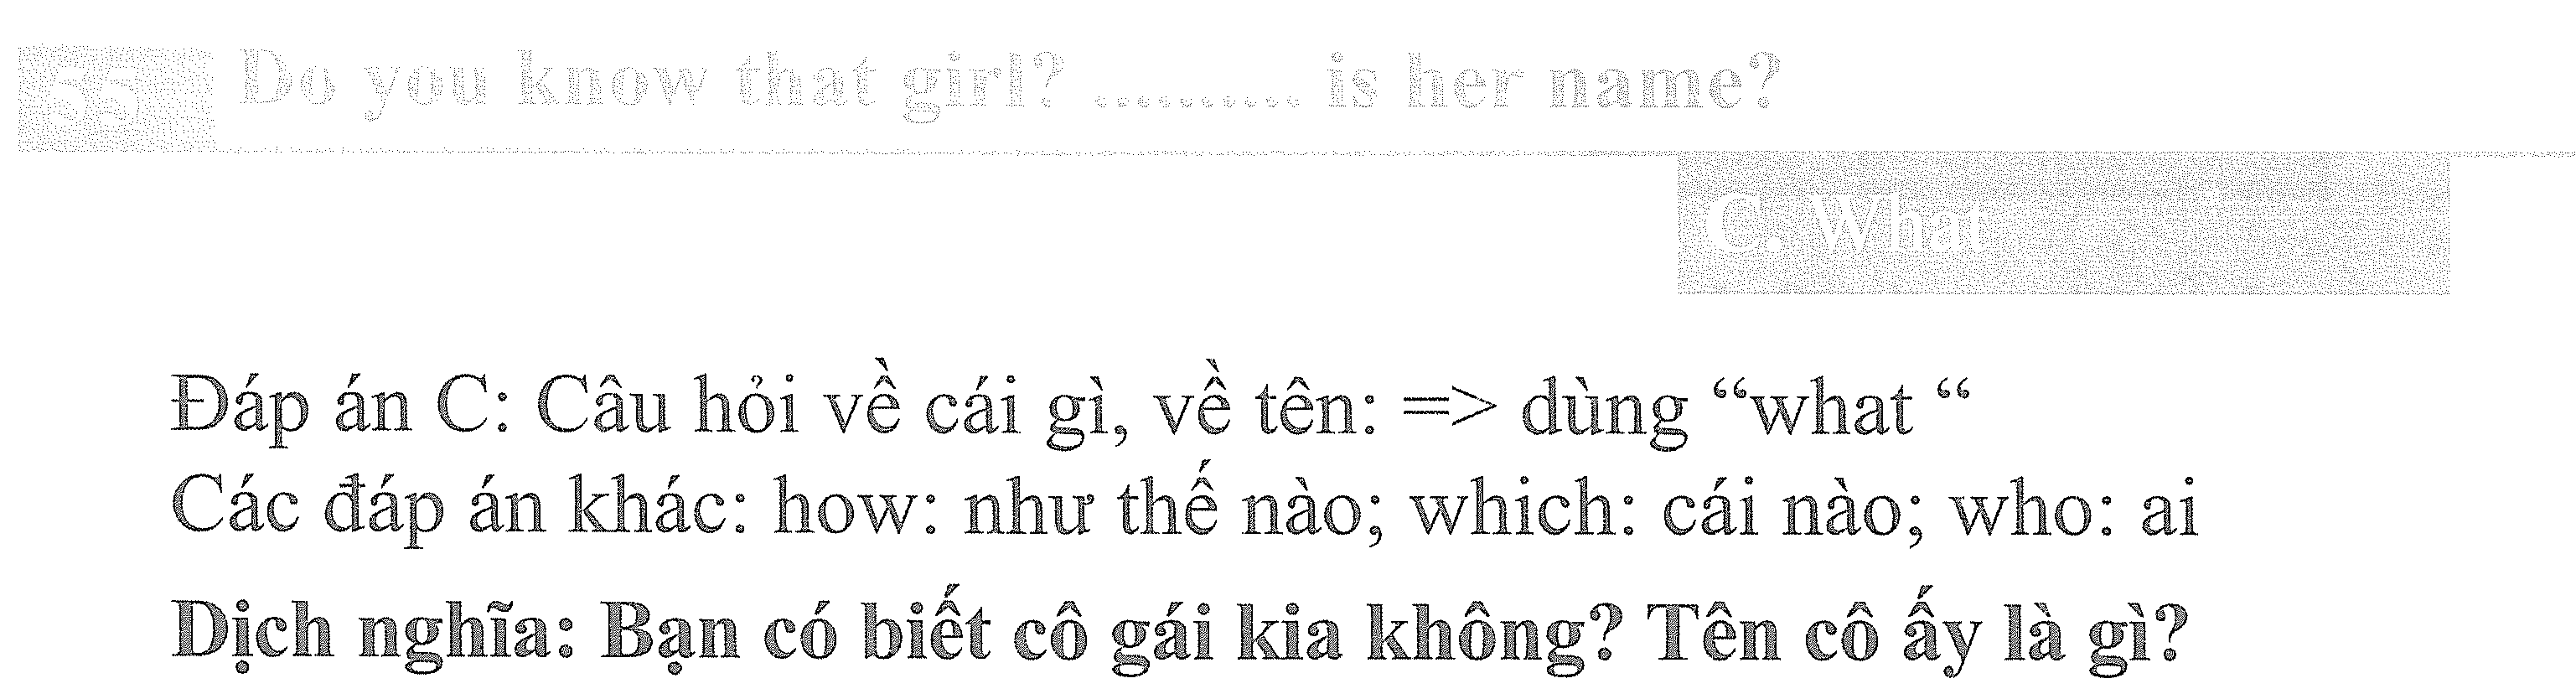 55 Do you know that girl? .......... is her name?
C. What
Đáp án C: Câu hỏi về cái gì, về tên: => dùng “what “
Các đáp án khác: how: như thế nào; which: cái nào; who: ai
Dịch nghĩa: Bạn có biết cô gái kia không? Tên cô ấy là gì?